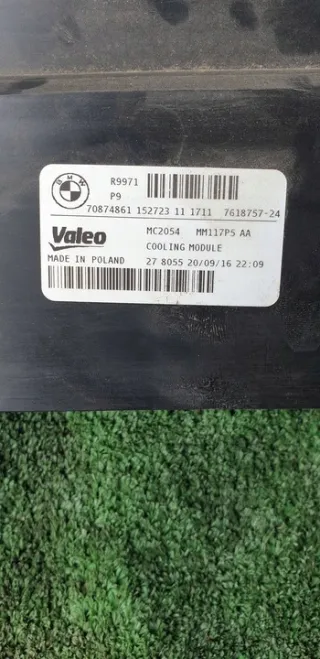 BMW
R9971
P9
70874861 152723 11 1711 7618757-24
Valeo MC2054 MM117P5 AA
COOLING MODULE
MADE IN POLAND 27 8055 20/09/16 22:09